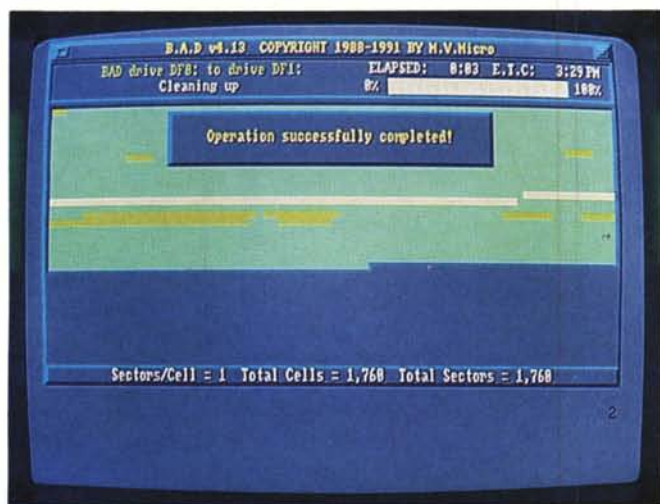 B.A.D v4.13 COPYRIGHT 1988-1991 BY M.V.Micro
BAD drive DF0: to drive DF1: ELAPSED: 0:03 E.T.C: 3:29 PM
Cleaning up 0% 100%
Operation successfully completed!
Sectors/Cell = 1 Total Cells = 1,760 Total Sectors = 1,760
2